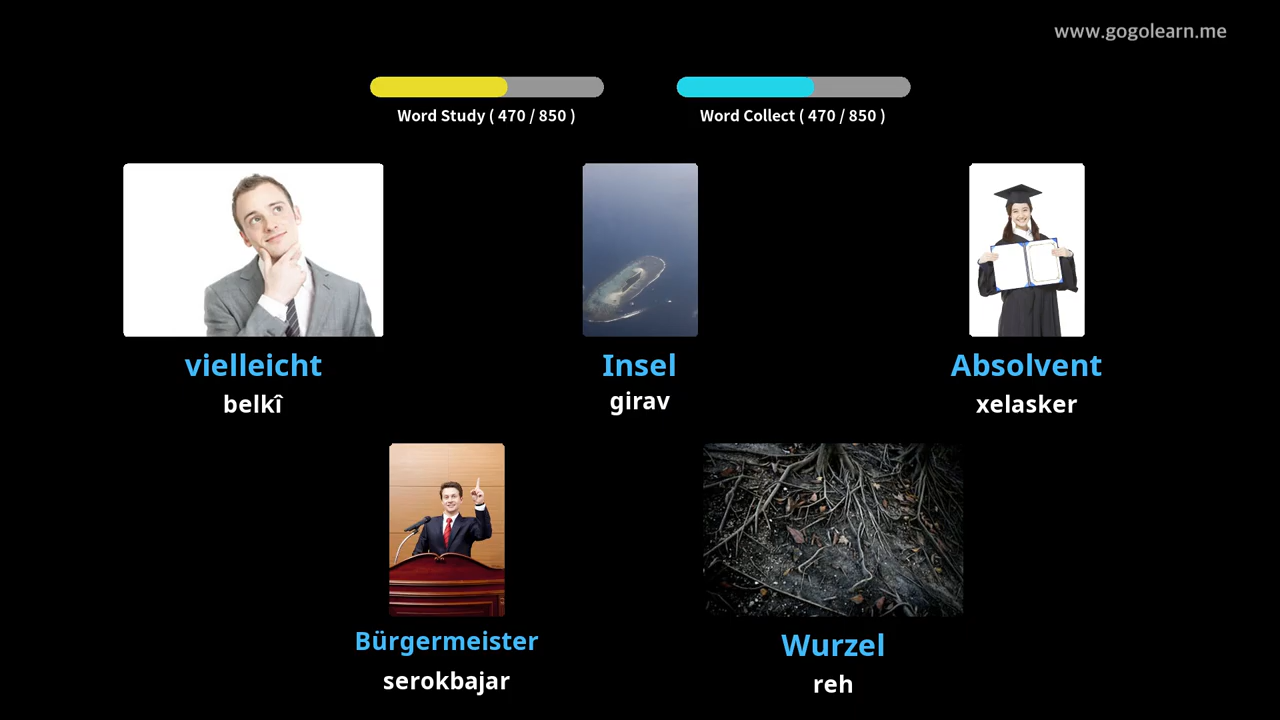 www.gogolearn.me
Word Study ( 470 / 850 )
Word Collect ( 470 / 850 )
vielleicht
belkî
Insel
girav
Absolvent
xelasker
Bürgermeister
serokbajar
Wurzel
reh